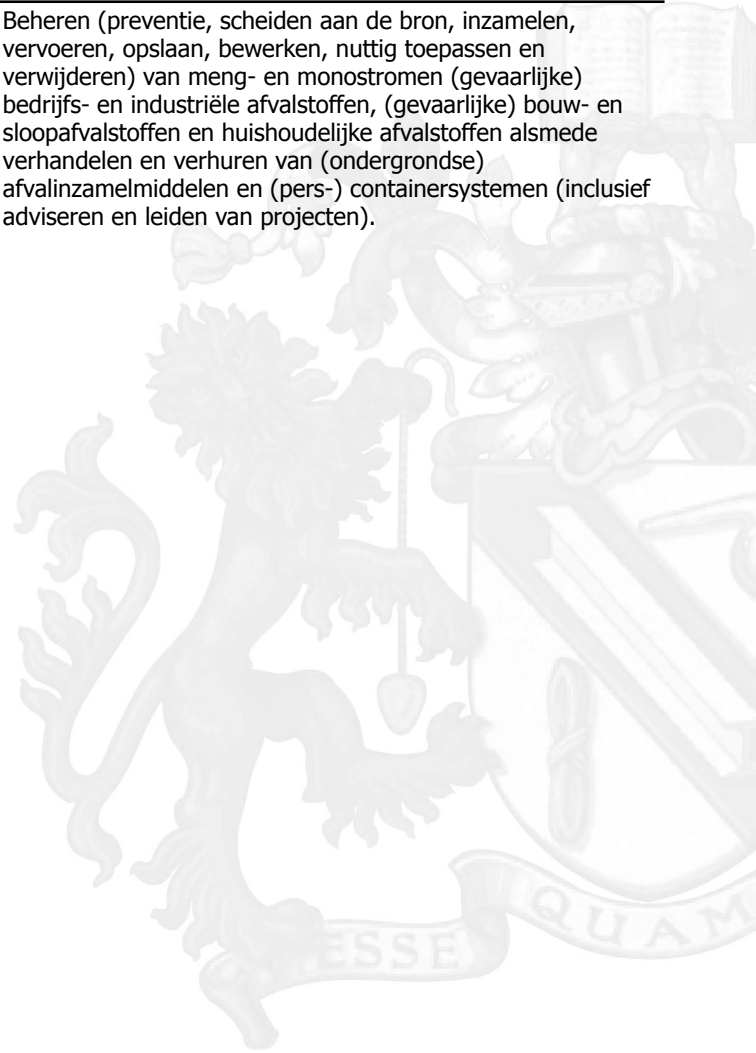 Beheren (preventie, scheiden aan de bron, inzamelen,
vervoeren, opslaan, bewerken, nuttig toepassen en
verwijderen) van meng- en monostromen (gevaarlijke)
bedrijfs- en industriële afvalstoffen, (gevaarlijke) bouw- en
sloopafvalstoffen en huishoudelijke afvalstoffen alsmede
verhandelen en verhuren van (ondergrondse)
afvalinzamelmiddelen en (pers-) containersystemen (inclusief
adviseren en leiden van projecten).
ESSE QUAM